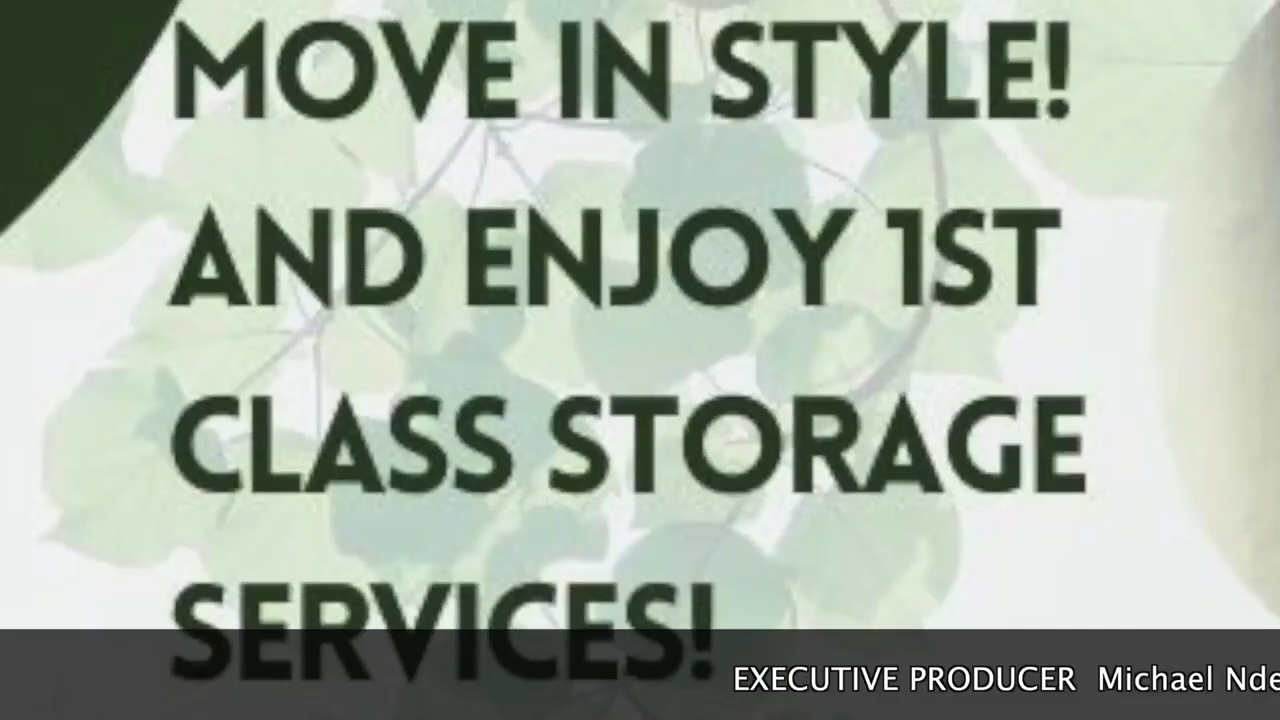 MOVE IN STYLE!
AND ENJOY 1ST
CLASS STORAGE
SERVICES!
EXECUTIVE PRODUCER Michael